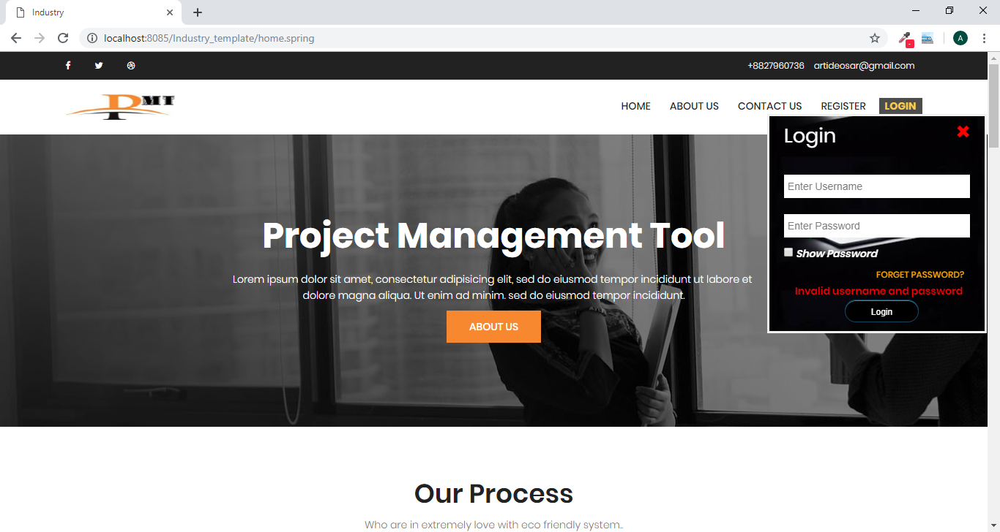 Industry
localhost:8085/Industry_template/home.spring
A
+8827960736 artideosar@gmail.com
PMT
HOME ABOUT US CONTACT US REGISTER LOGIN
Login
Enter Username
Enter Password
Show Password
FORGET PASSWORD?
Invalid username and password
Login
Project Management Tool
Lorem ipsum dolor sit amet, consectetur adipisicing elit, sed do eiusmod tempor incididunt ut labore et
dolore magna aliqua. Ut enim ad minim. sed do eiusmod tempor incididunt.
ABOUT US
Our Process
Who are in extremely love with eco friendly system..